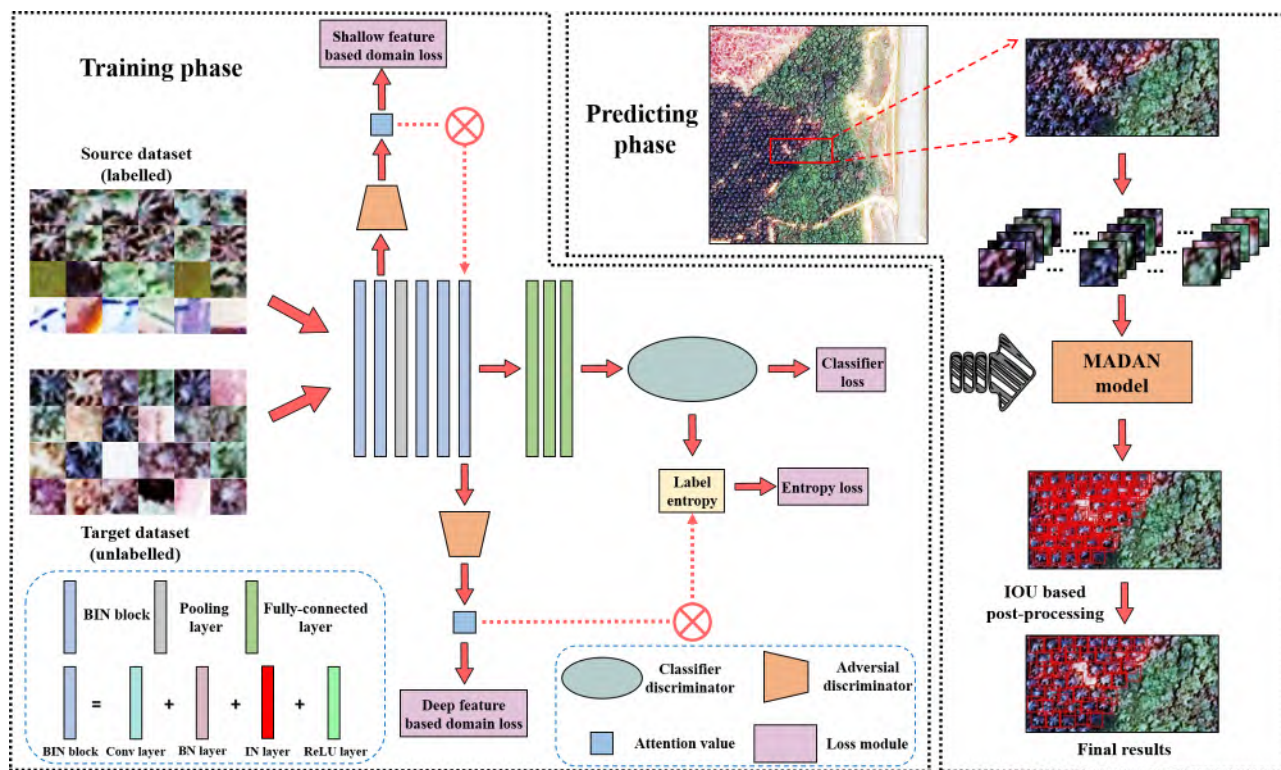 Training phase
Shallow feature
based domain loss
Source dataset
(labelled)
Target dataset
(unlabelled)
Classifier
loss
Label
entropy
Entropy loss
Deep feature
based domain loss
BIN block
Pooling
layer
Fully-connected
layer
=
+
+
+
BIN block
Conv layer
BN layer
IN layer
ReLU layer
Classifier
discriminator
Adversial
discriminator
Attention value
Loss module
Predicting
phase
...
...
...
...
MADAN
model
IOU based
post-processing
Final results